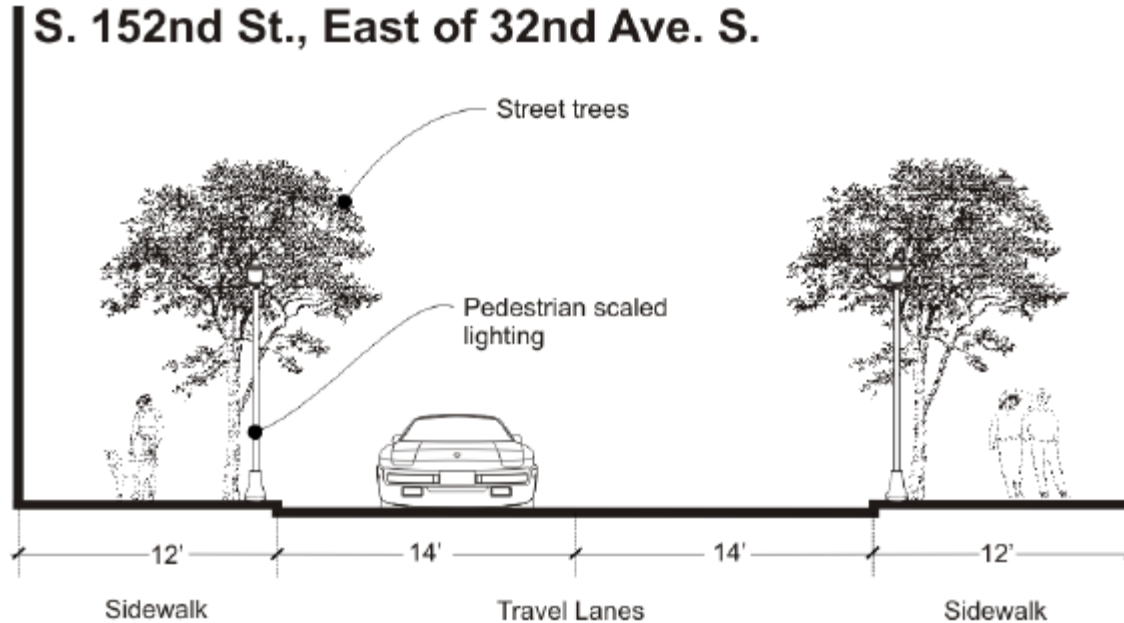 S. 152nd St., East of 32nd Ave. S.
Street trees
Pedestrian scaled
lighting
12' 14' 14' 12'
Sidewalk Travel Lanes Sidewalk